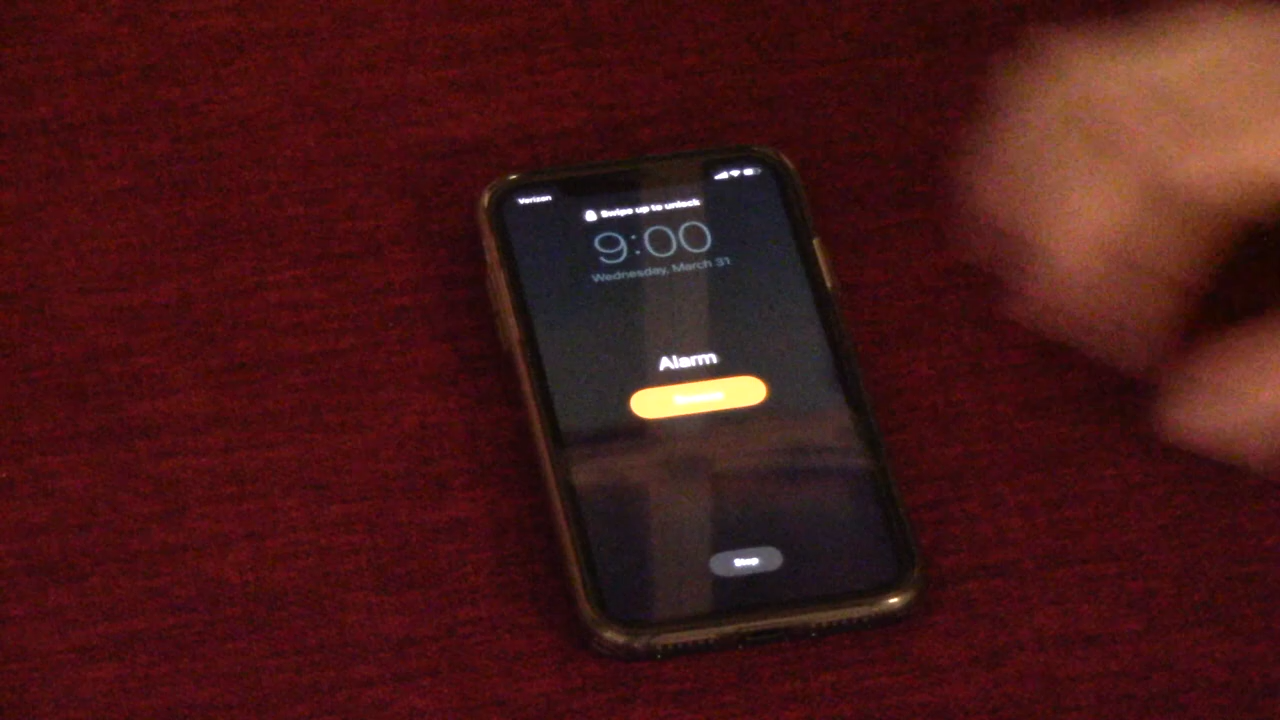 Verizon
Swipe up to unlock
9:00
Wednesday, March 31
Alarm
Stop